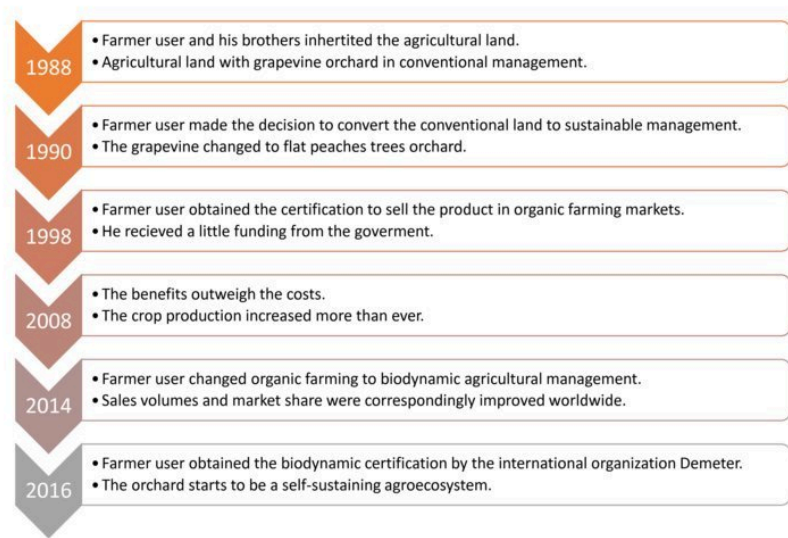 1988
• Farmer user and his brothers inhertited the agricultural land.
• Agricultural land with grapevine orchard in conventional management.
1990
• Farmer user made the decision to convert the conventional land to sustainable management.
• The grapevine changed to flat peaches trees orchard.
1998
• Farmer user obtained the certification to sell the product in organic farming markets.
• He recieved a little funding from the goverment.
2008
• The benefits outweigh the costs.
• The crop production increased more than ever.
2014
• Farmer user changed organic farming to biodynamic agricultural management.
• Sales volumes and market share were correspondingly improved worldwide.
2016
• Farmer user obtained the biodynamic certification by the international organization Demeter.
• The orchard starts to be a self-sustaining agroecosystem.